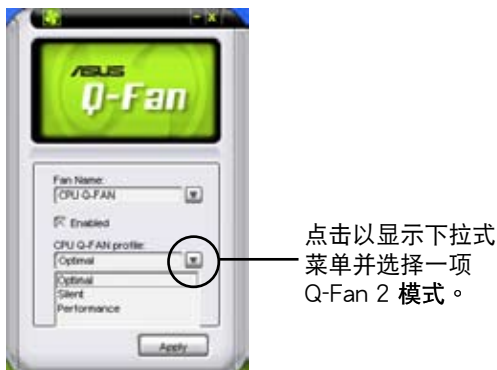 ASUS
Q-Fan
Fan Name:
CPU Q-FAN
Enabled
CPU Q-FAN profile:
Optimal
Optimal
Silent
Performance
Apply
点击以显示下拉式
菜单并选择一项
Q-Fan 2 模式。